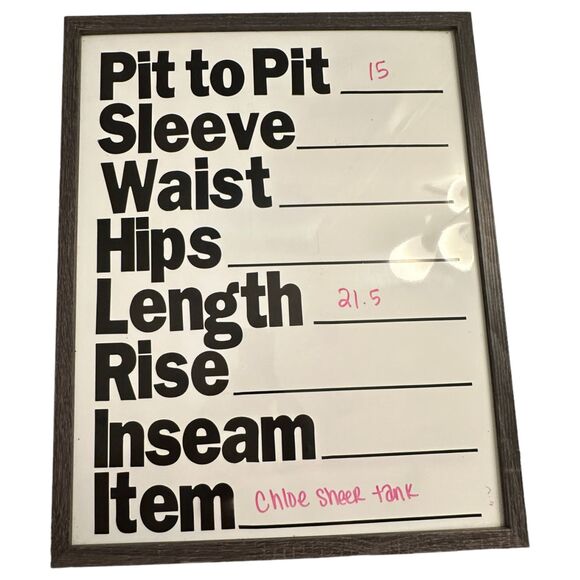 Pit to Pit 15
Sleeve
Waist
Hips
Length 21.5
Rise
Inseam
Item Chloe sheer tank